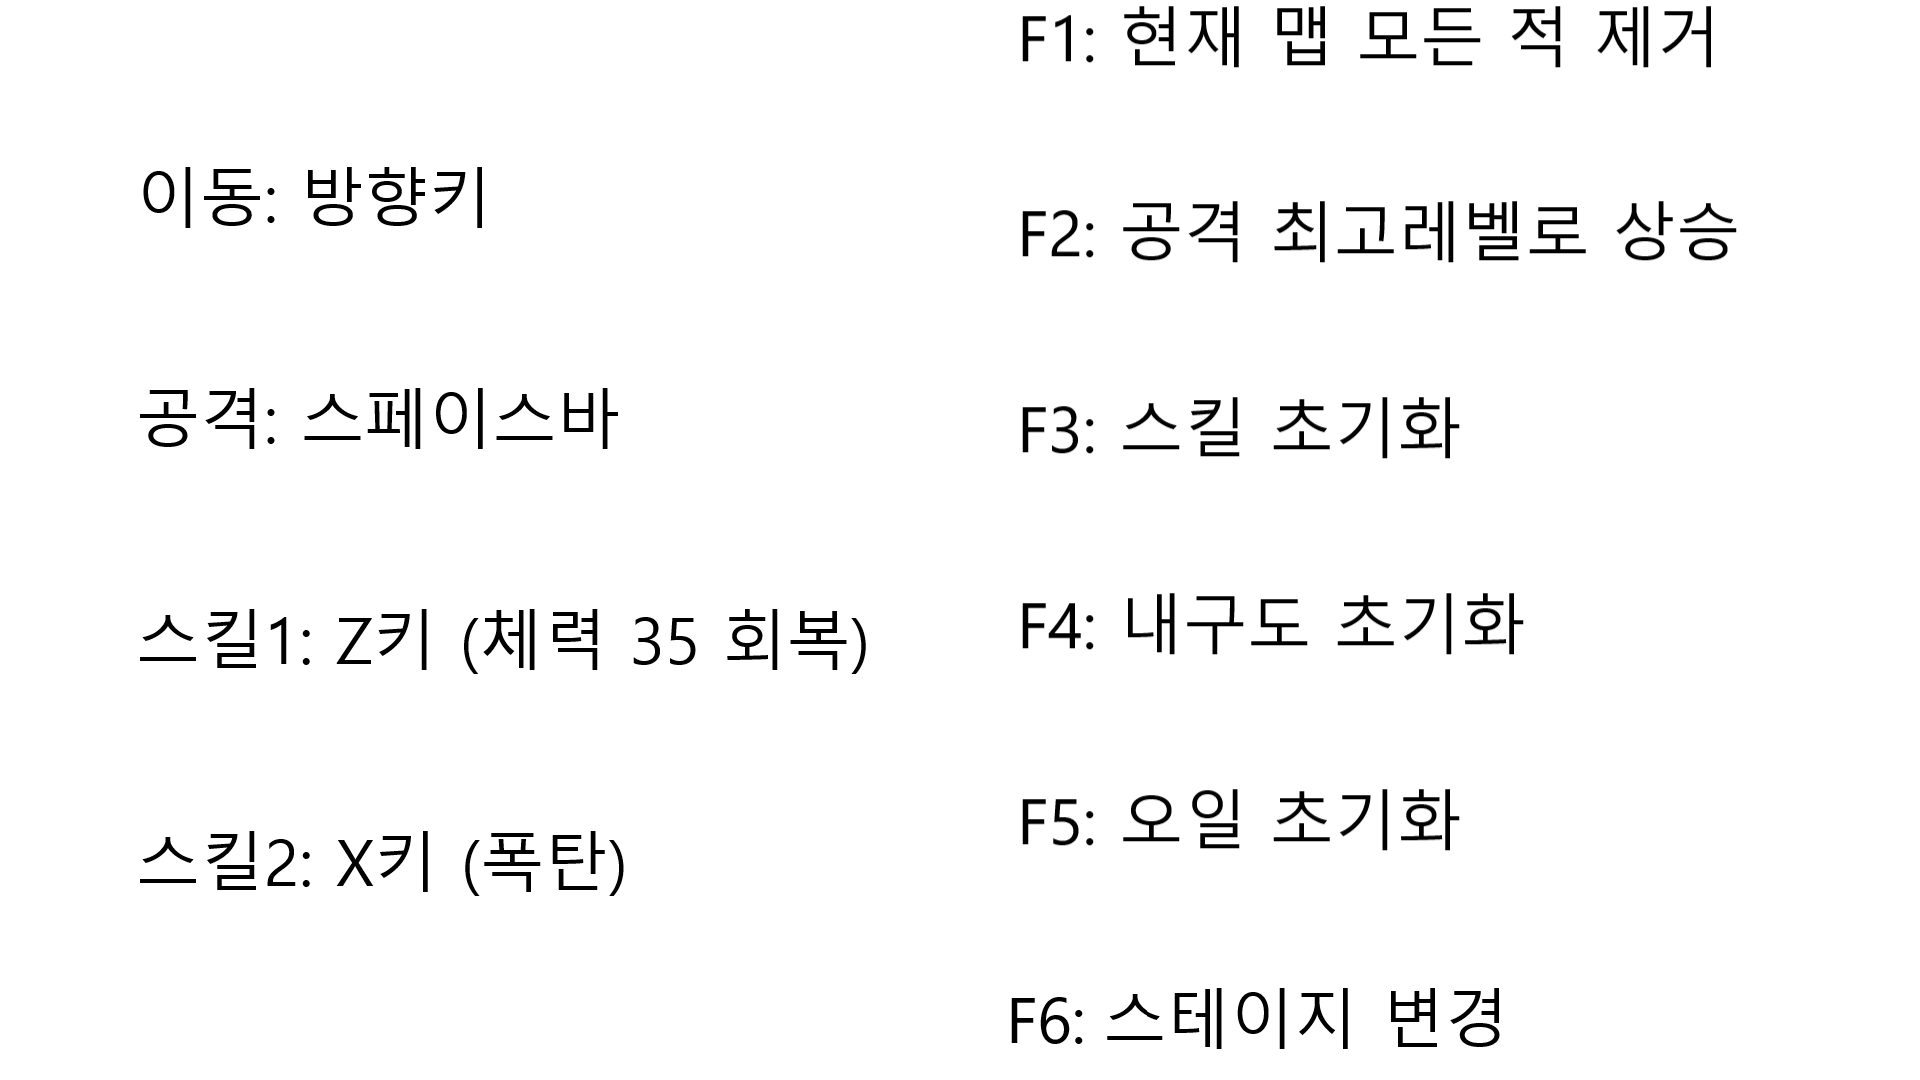 이동: 방향키
공격: 스페이스바
스킬1: Z키 (체력 35 회복)
스킬2: X키 (폭탄)
F1: 현재 맵 모든 적 제거
F2: 공격 최고레벨로 상승
F3: 스킬 초기화
F4: 내구도 초기화
F5: 오일 초기화
F6: 스테이지 변경